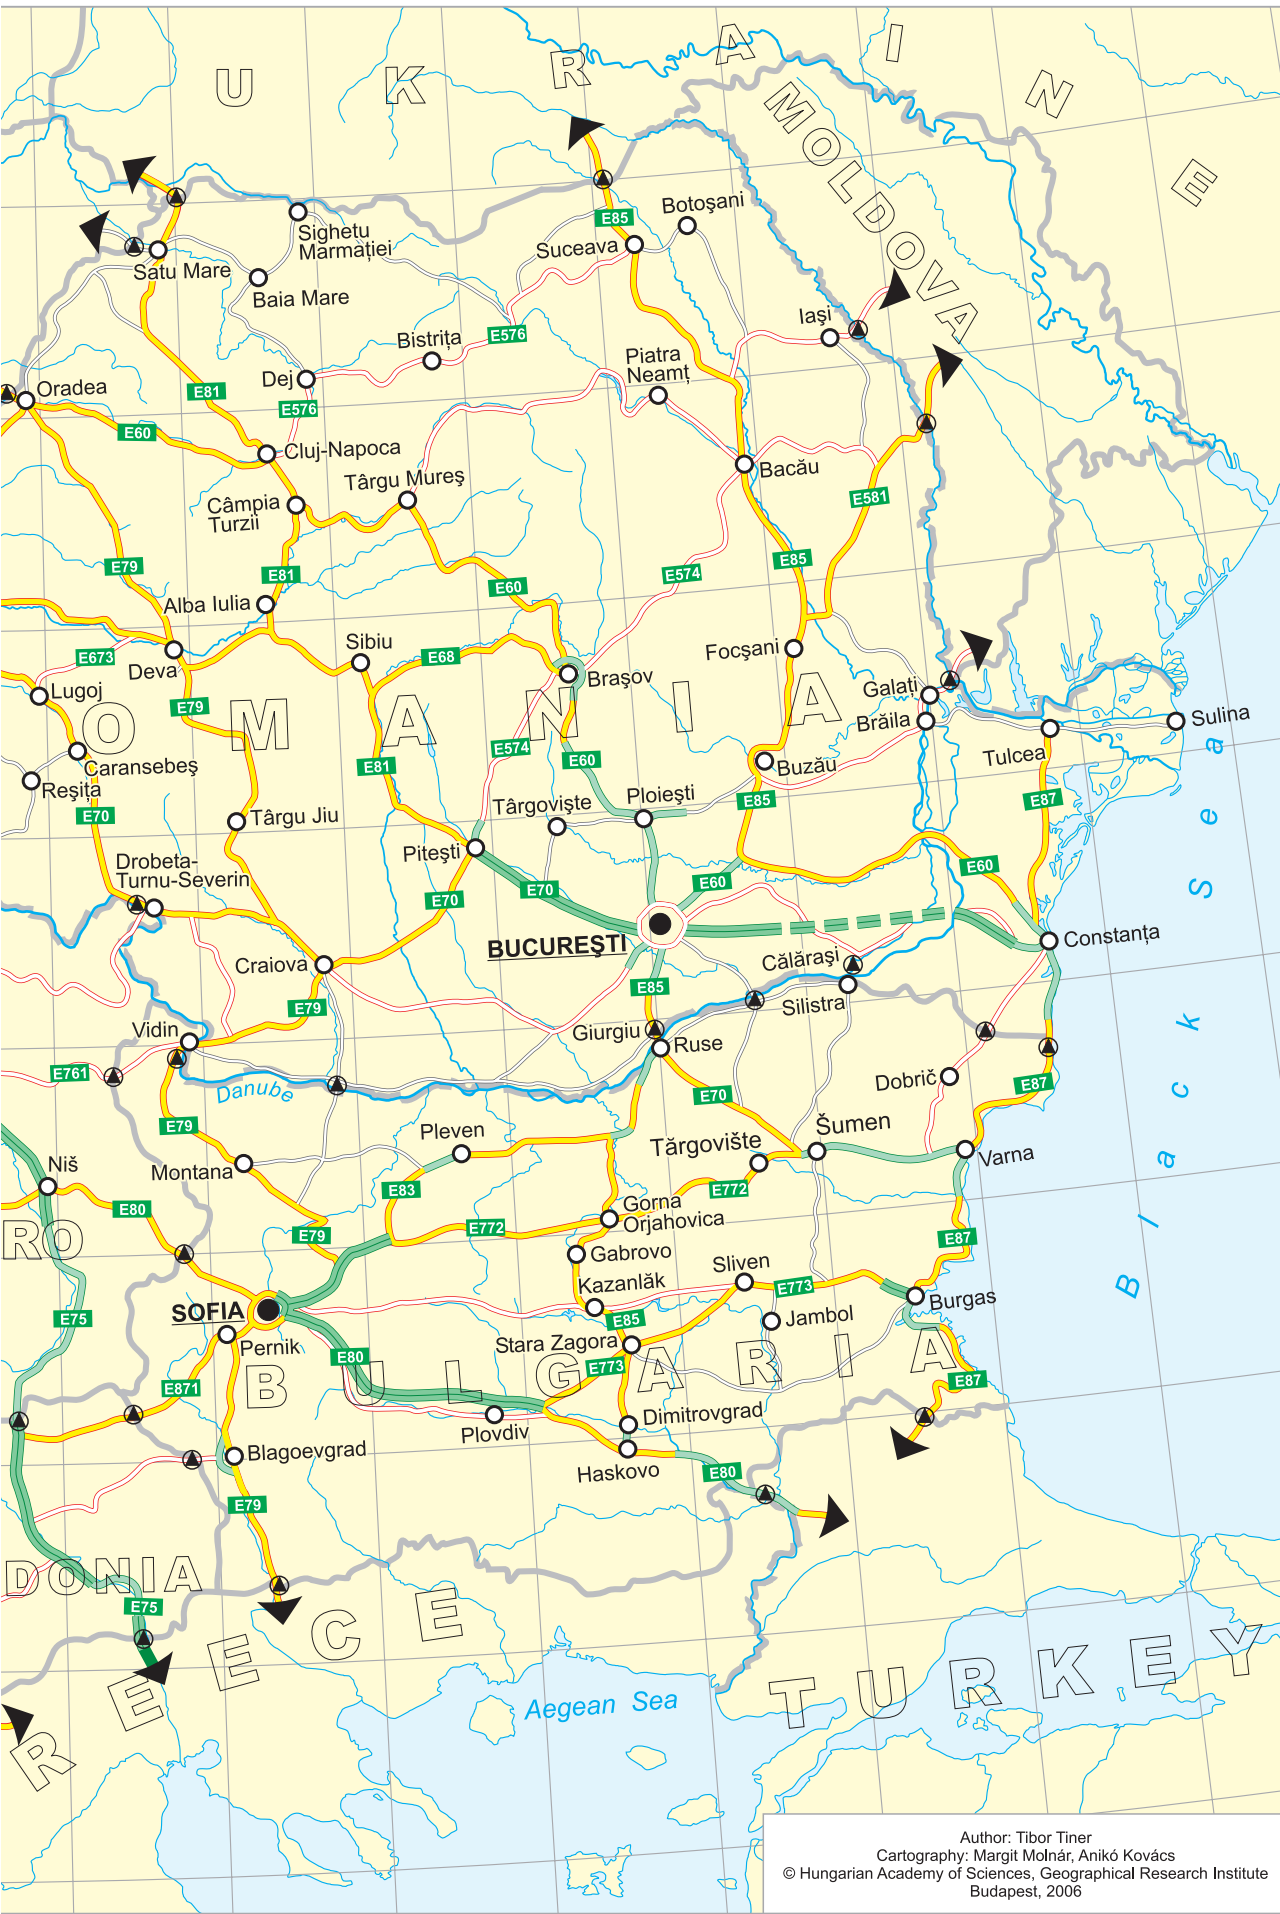 U K R A I N E
MOLDOVA
E85
Botoşani
Sighetu
Marmaţiei
Suceava
Satu Mare
Baia Mare
Iaşi
E576
Bistriţa
Piatra
Neamţ
Dej
Oradea
E81
E576
E60
Cluj-Napoca
Bacău
Târgu Mureş
Câmpia
Turzii
E581
E79
E81
E85
E574
E60
Alba Iulia
Sibiu
Focşani
E673
E68
Deva
Braşov
Lugoj
Galaţi
E79
O M A N I A
Brăila
Sulina
Tulcea
Caransebeş
E574
E60
E81
Buzău
Reşiţa
Târgovişte
Ploieşti
E85
E87
E70
Târgu Jiu
Piteşti
Drobeta-
Turnu-Severin
E60
E70
E60
E70
BUCUREŞTI
Constanţa
Craiova
Călăraşi
E85
Silistra
E79
Vidin
Giurgiu
Ruse
E761
Dobrič
E87
Danube
E70
E79
Pleven
Tărgovište
Šumen
Varna
Niš
Montana
E83
E772
E80
Gorna
Orjahovica
RO
E79
E772
E87
Gabrovo
Sliven
Kazanlăk
E773
Burgas
SOFIA
E75
E85
Jambol
Pernik
Stara Zagora
E80
E773
E871
B U L G A R I A
E87
Dimitrovgrad
Plovdiv
Blagoevgrad
Haskovo
E80
E79
DONIA
E75
R E E C E
Black Sea
Aegean Sea
T U R K E Y
Author: Tibor Tiner
Cartography: Margit Molnár, Anikó Kovács
© Hungarian Academy of Sciences, Geographical Research Institute
Budapest, 2006